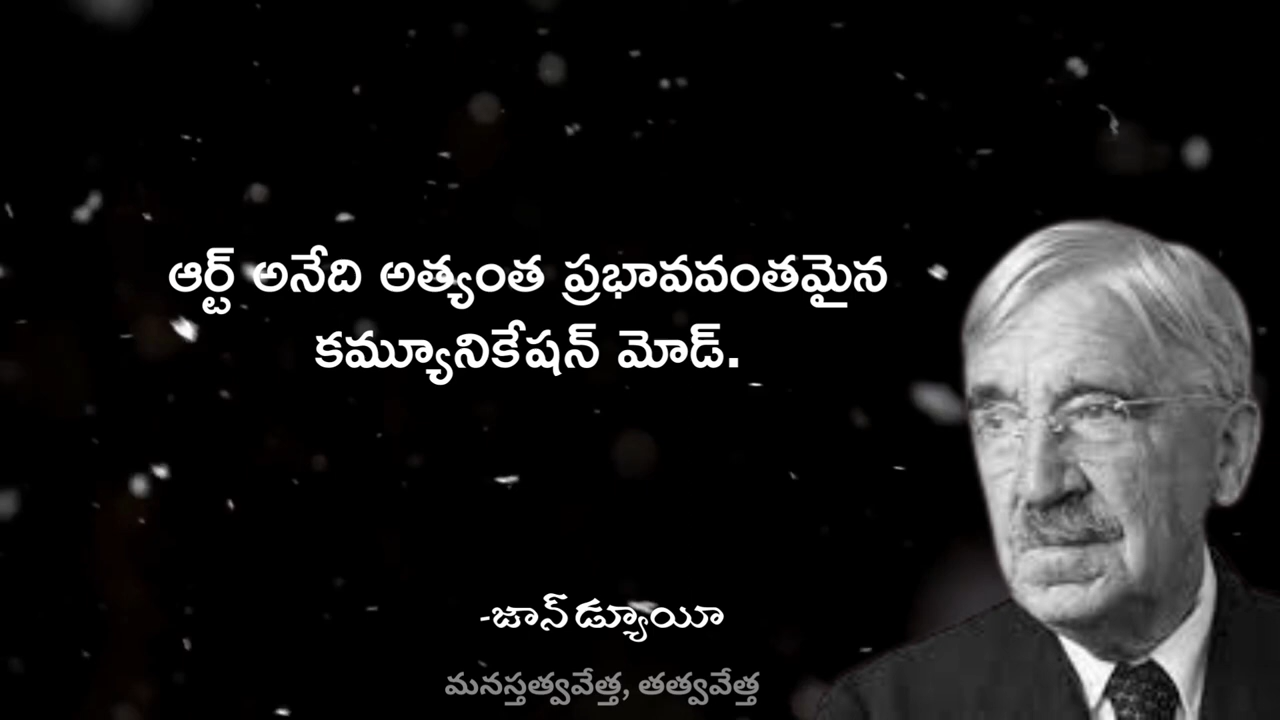 ఆర్ట్ అనేది అత్యంత ప్రభావవంతమైన
కమ్యూనికేషన్ మోడ్.
-జాన్ డ్యూయీ
మనస్తత్వవేత్త, తత్వవేత్త